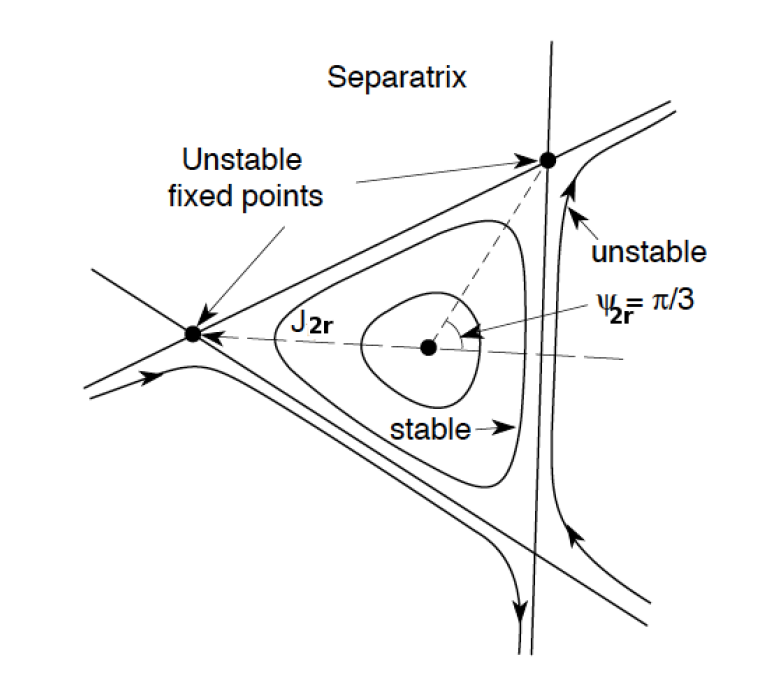 Separatrix
Unstable
fixed points
unstable
ψ2r = π/3
J2r
stable